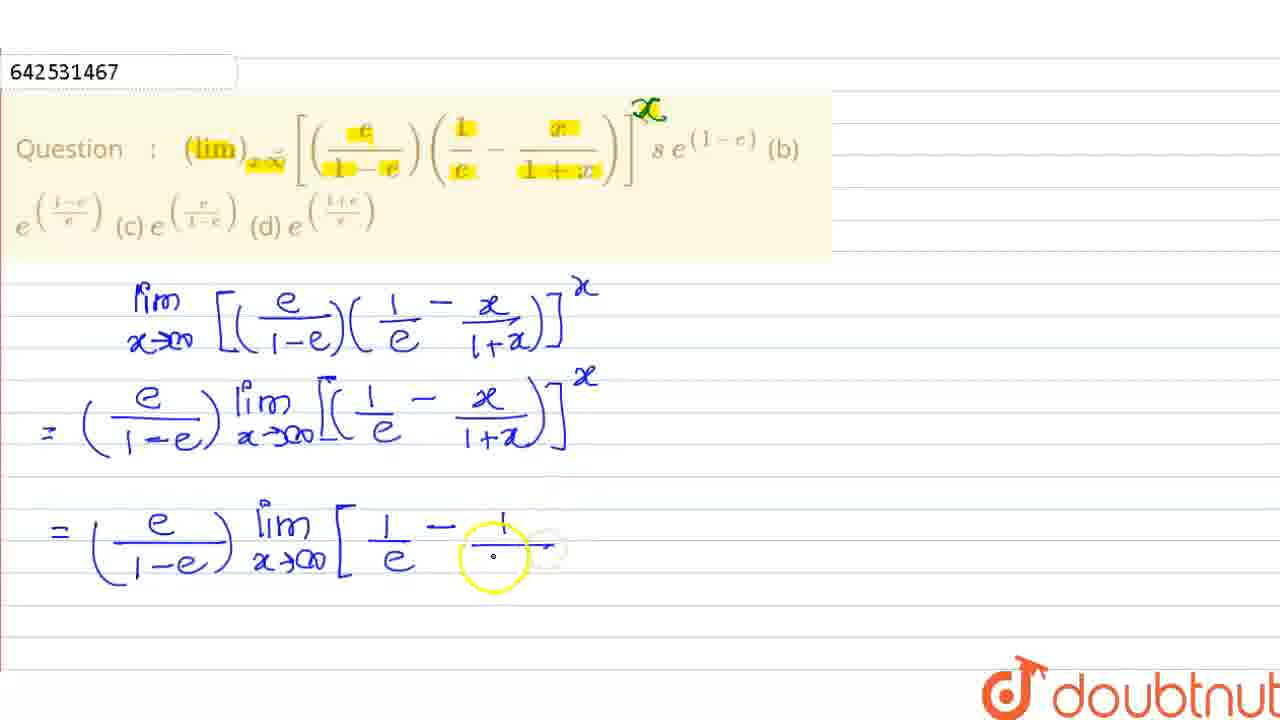 642531467
Question : (lim)_{x→∞} [(e/(1−e))(1/e − x/(1+x))]^x s e^{(1−e)} (b)
e^{((1−e)/e)} (c) e^{(e/(1−e))} (d) e^{((1+e)/e)}
lim_{x→∞} [(e/(1−e))(1/e − x/(1+x))]^x
= (e/(1−e)) lim_{x→∞} [(1/e − x/(1+x))]^x
= (e/(1−e)) lim_{x→∞} [1/e − 1/
doubtnut